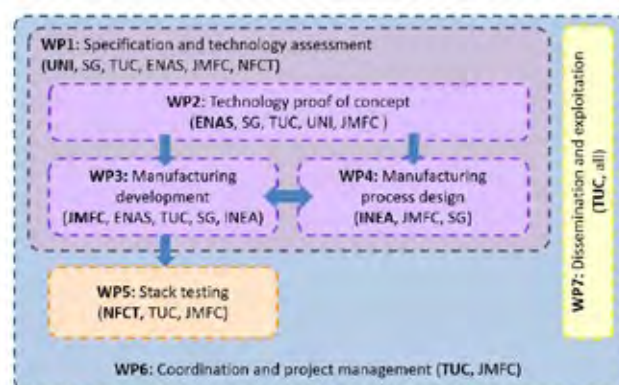 WP1: Specification and technology assessment
(UNI, SG, TUC, ENAS, JMFC, NFCT)
WP2: Technology proof of concept
(ENAS, SG, TUC, UNI, JMFC )
WP3: Manufacturing
development
(JMFC, ENAS, TUC, SG, INEA)
WP4: Manufacturing
process design
(INEA, JMFC, SG)
WP5: Stack testing
(NFCT, TUC, JMFC)
WP6: Coordination and project management (TUC, JMFC)
WP7: Dissemination and exploitation
(TUC, all)